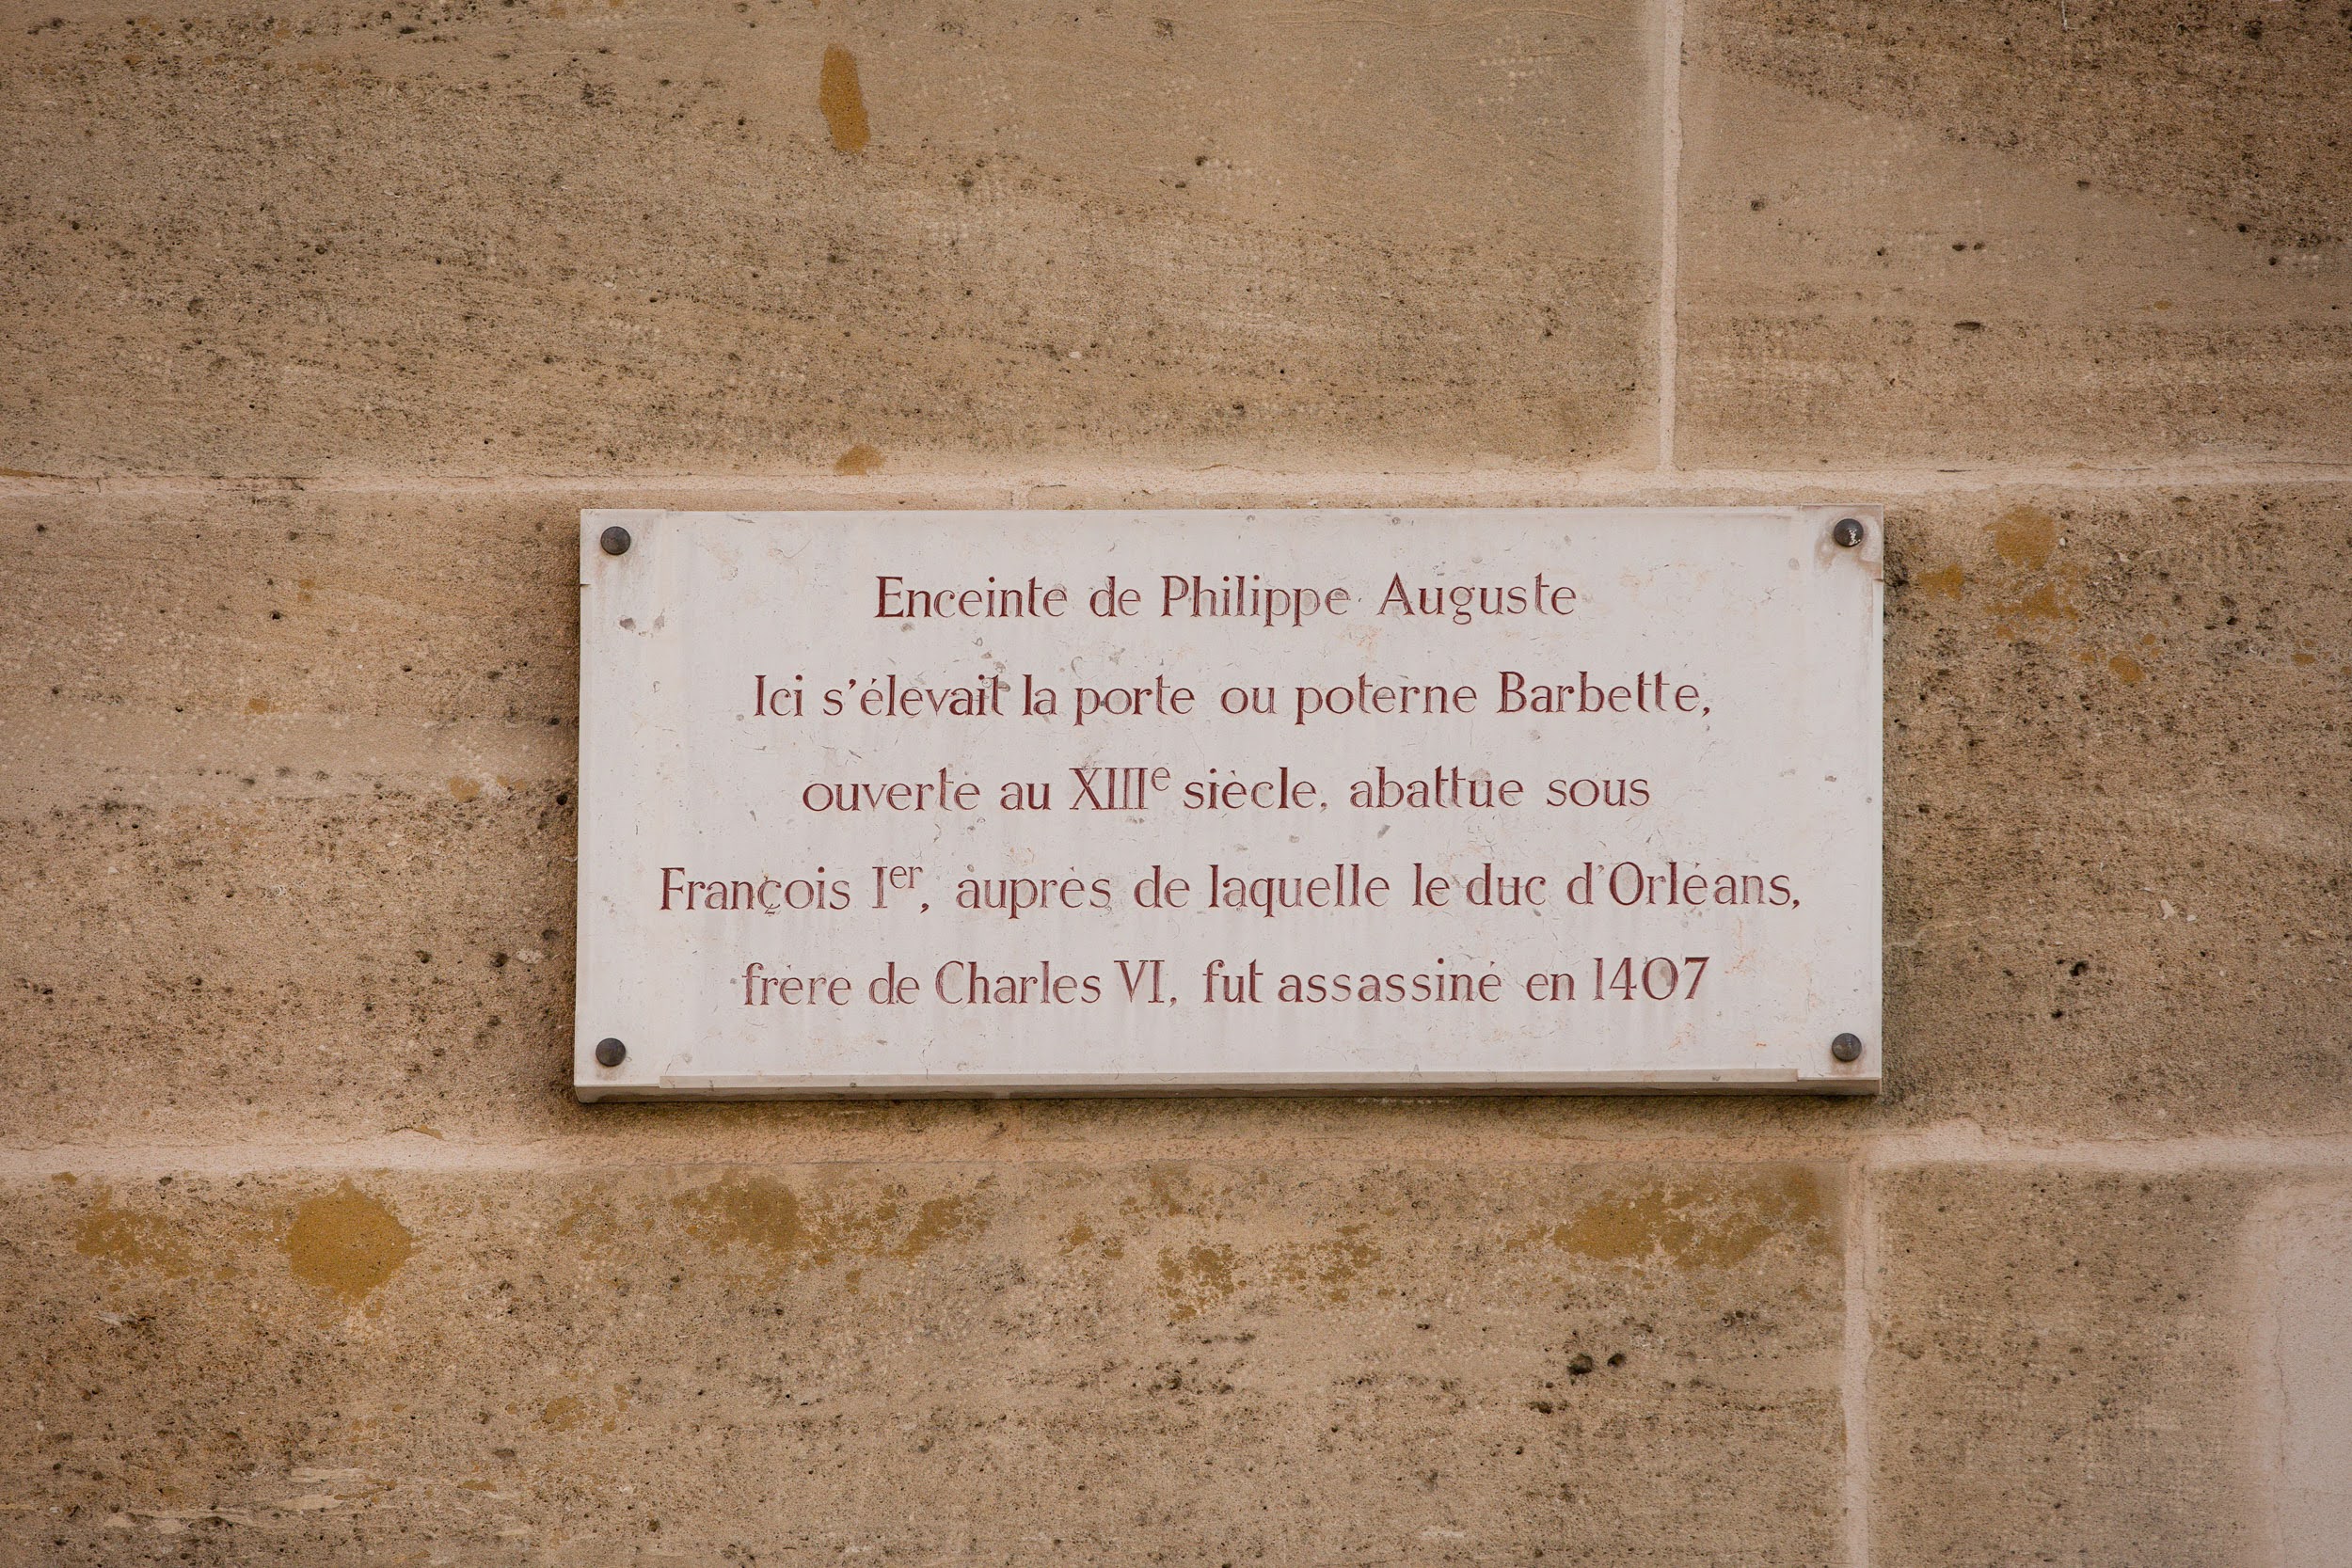 Enceinte de Philippe Auguste
Ici s'élevait la porte ou poterne Barbette,
ouverte au XIIIe siècle, abattue sous
François Ier, auprès de laquelle le duc d'Orléans,
frère de Charles VI, fut assassiné en 1407